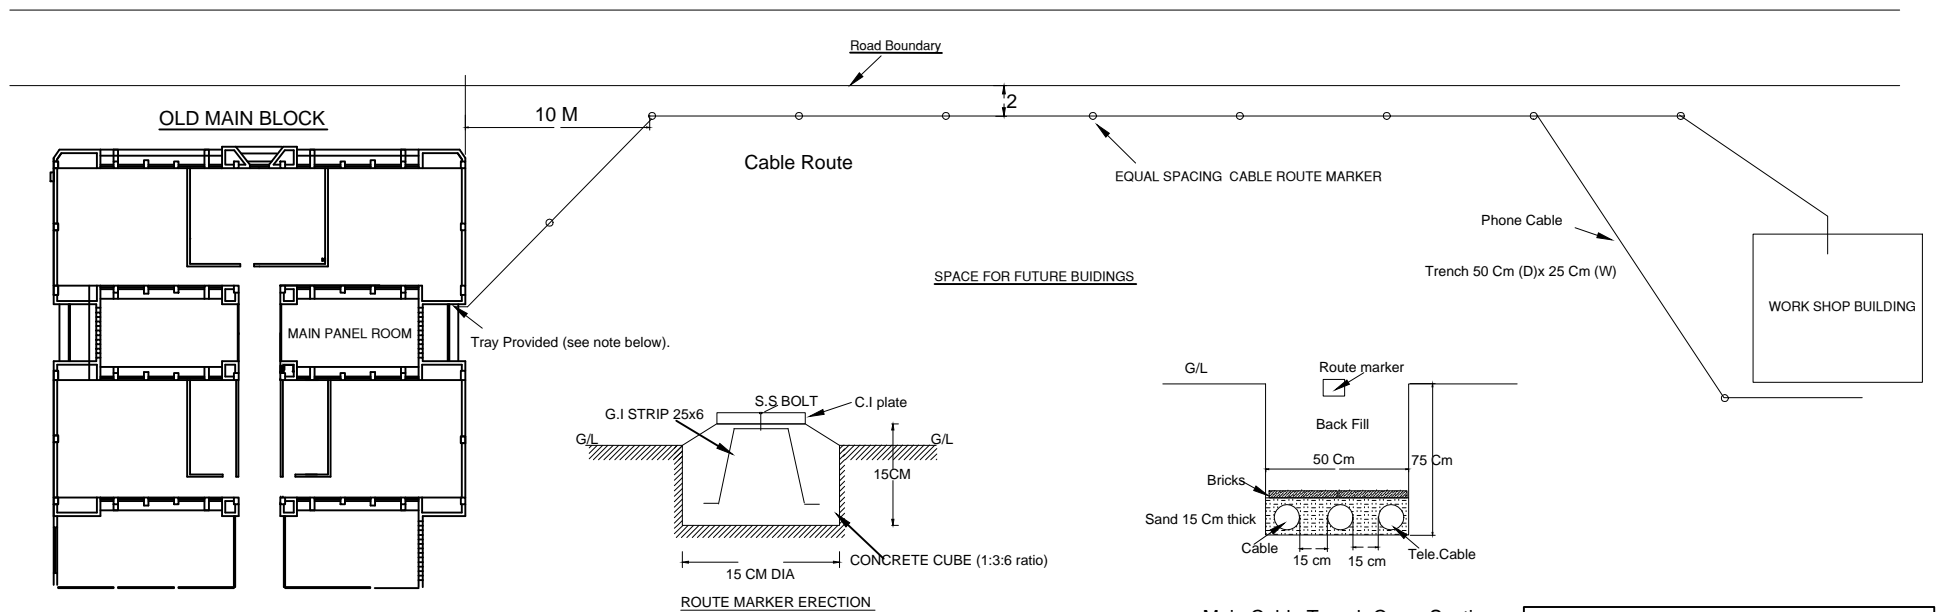 Road Boundary
OLD MAIN BLOCK
10 M
2
Cable Route
EQUAL SPACING CABLE ROUTE MARKER
Phone Cable
Trench 50 Cm (D)x 25 Cm (W)
SPACE FOR FUTURE BUIDINGS
WORK SHOP BUILDING
MAIN PANEL ROOM
Tray Provided (see note below).
G/L
Route marker
S.S BOLT
C.I plate
G.I STRIP 25x6
Back Fill
G/L
G/L
50 Cm
75 Cm
15CM
Bricks
Sand 15 Cm thick
Cable
Tele.Cable
15 cm
15 cm
CONCRETE CUBE (1:3:6 ratio)
15 CM DIA
ROUTE MARKER ERECTION